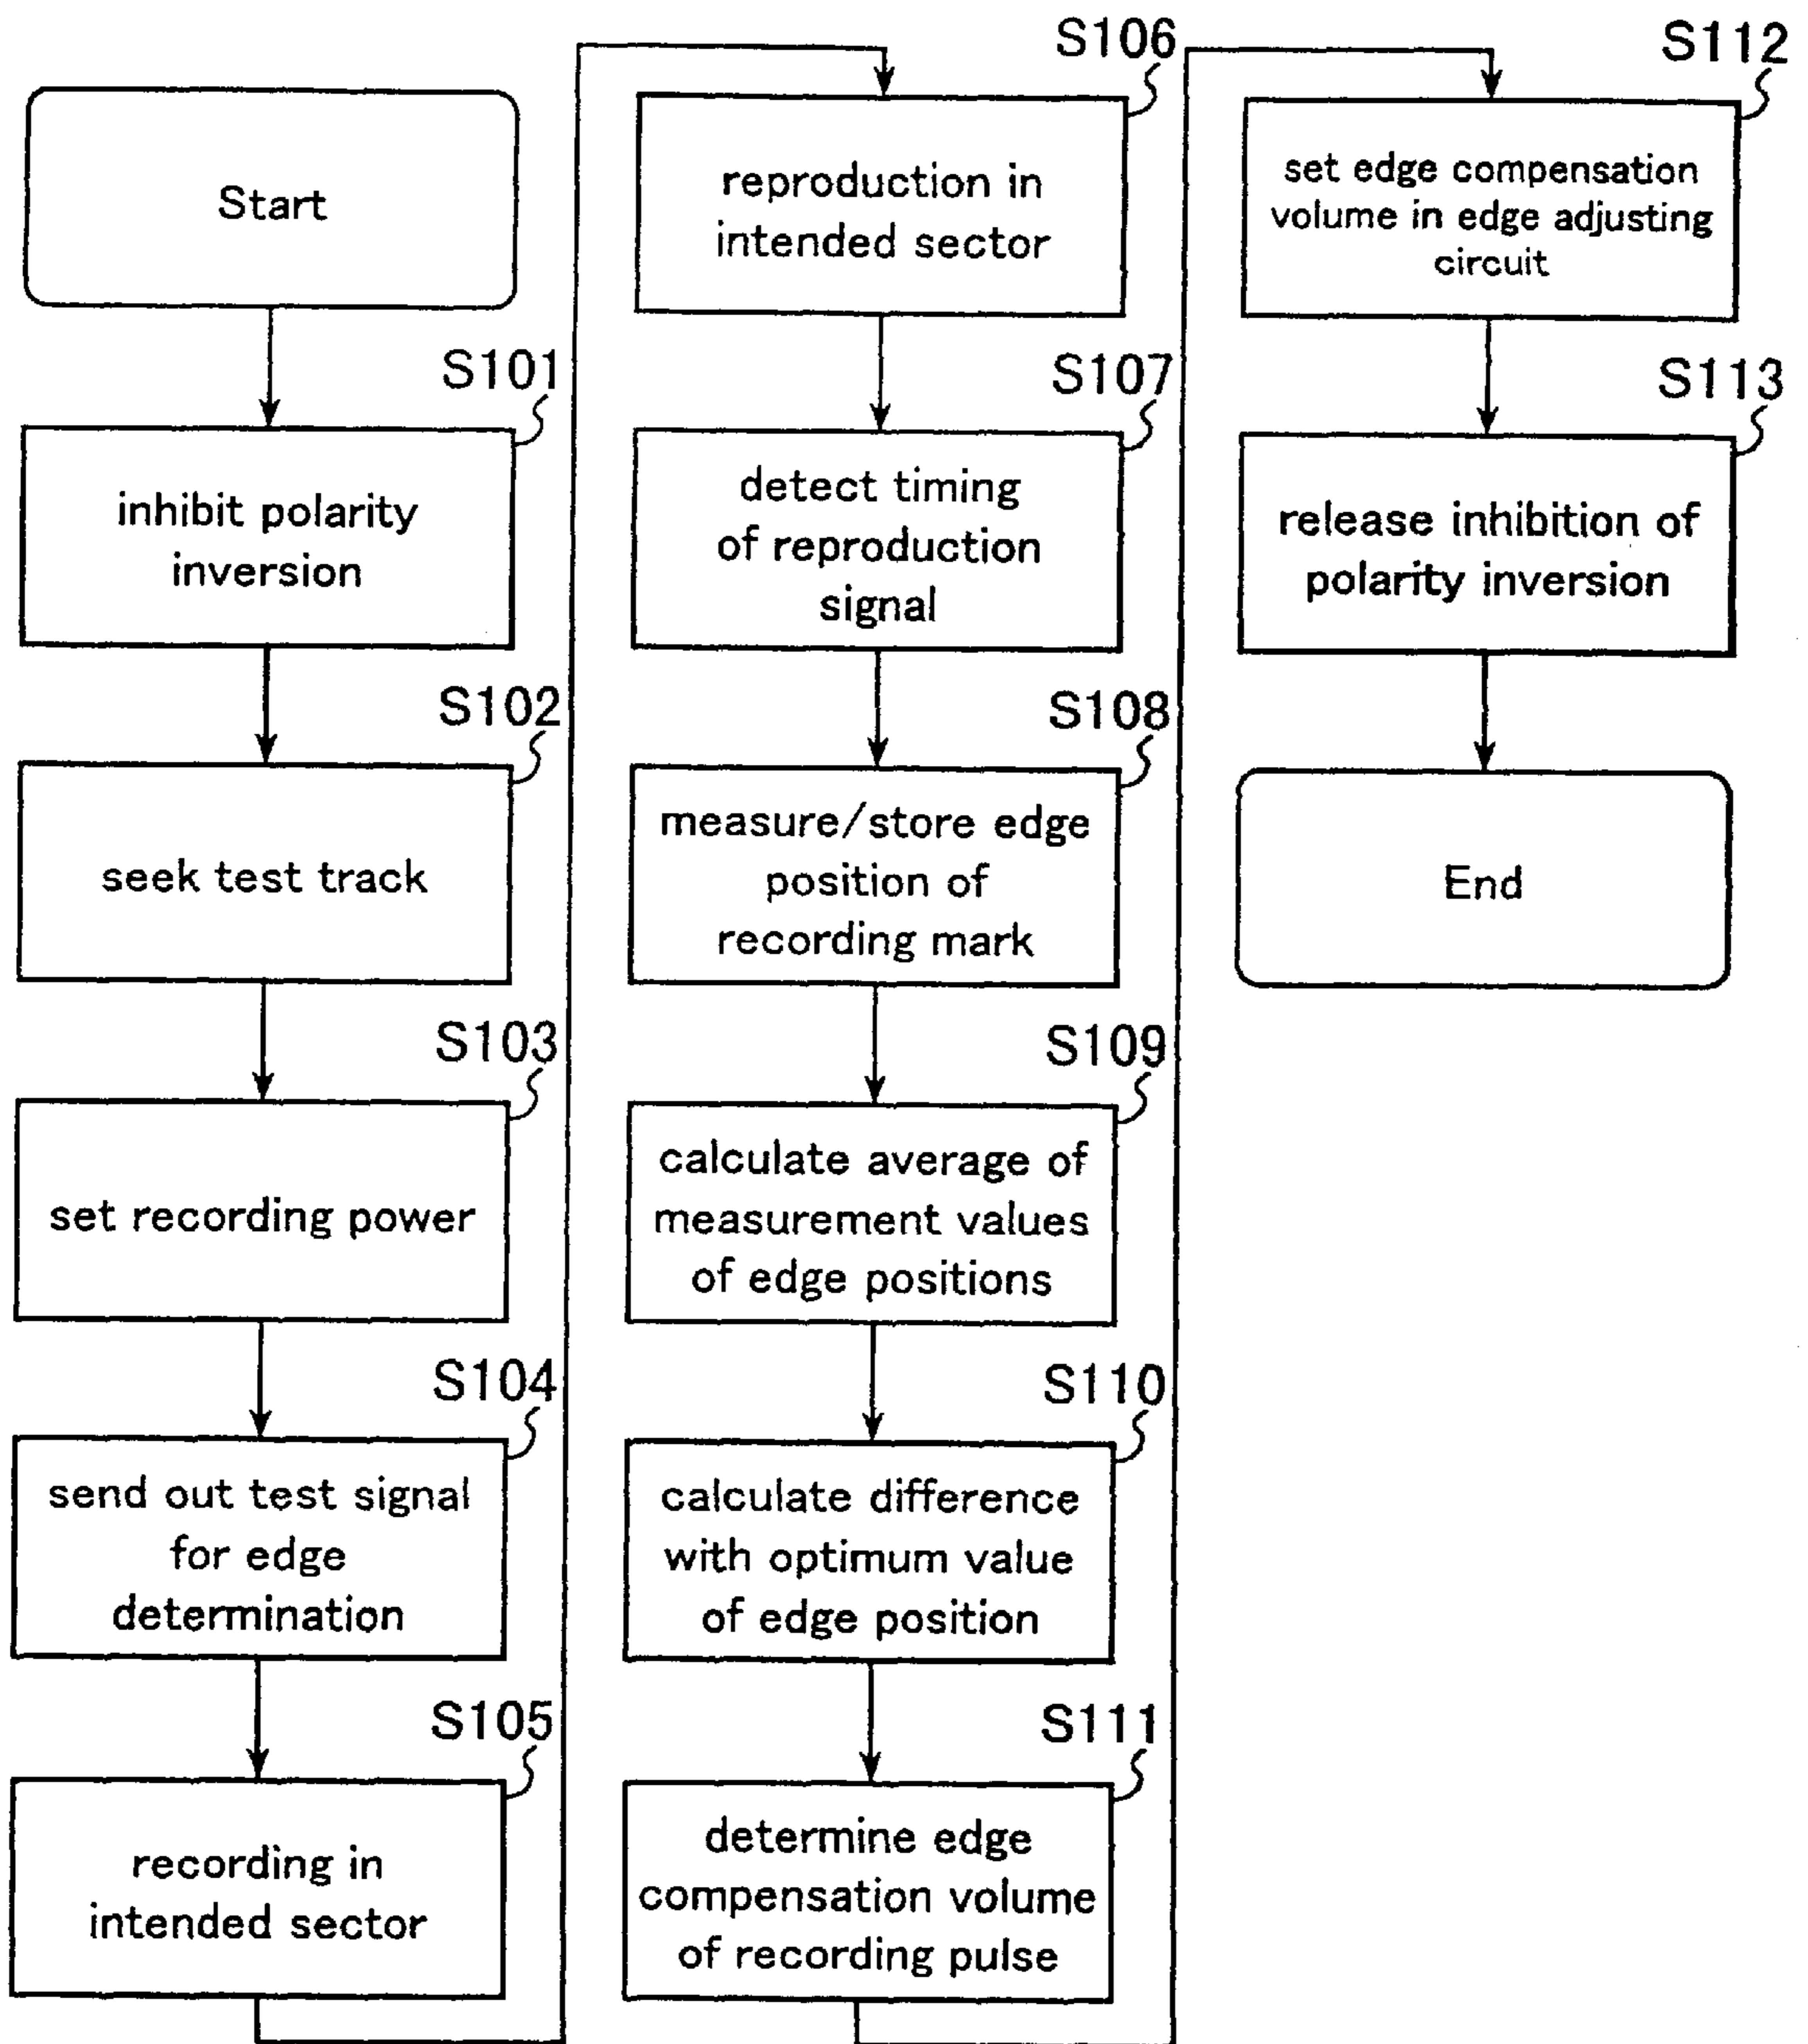 Start
S101
inhibit polarity
inversion
S102
seek test track
S103
set recording power
S104
send out test signal
for edge
determination
S105
recording in
intended sector
S106
reproduction in
intended sector
S107
detect timing
of reproduction
signal
S108
measure/store edge
position of
recording mark
S109
calculate average of
measurement values
of edge positions
S110
calculate difference
with optimum value
of edge position
S111
determine edge
compensation volume
of recording pulse
S112
set edge compensation
volume in edge adjusting
circuit
S113
release inhibition of
polarity inversion
End